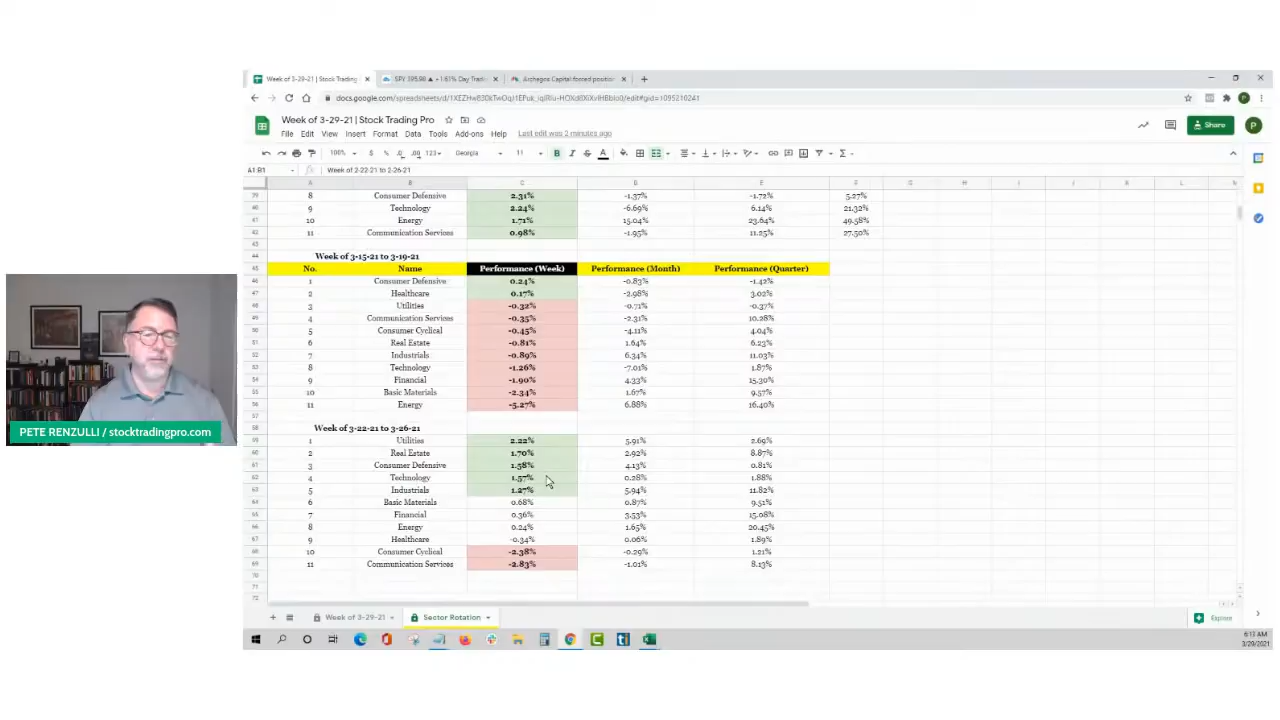 Week of 3-29-21 | Stock Trading
SPY 395.98 ▲ +1.61% Day Tradi
Archegos Capital forced position
Week of 3-29-21 | Stock Trading Pro
File Edit View Insert Format Data Tools Add-ons Help Last edit was 2 minutes ago
Share
P
100% $ % .0 .00 123 Georgia 11 B I S A
A1:B1 fx Week of 2-22-21 to 2-26-21
39 8 Consumer Defensive 2.31% -1.37% -1.72% 5.27%
40 9 Technology 2.24% -6.69% 6.14% 21.32%
41 10 Energy 1.71% 15.04% 23.64% 49.58%
42 11 Communication Services 0.98% -1.95% 11.25% 27.50%
43
44 Week of 3-15-21 to 3-19-21
45 No. Name Performance (Week) Performance (Month) Performance (Quarter)
46 1 Consumer Defensive 0.24% -0.83% -1.42%
47 2 Healthcare 0.17% -2.98% 3.02%
48 3 Utilities -0.32% -0.71% -0.37%
49 4 Communication Services -0.35% -2.31% 10.28%
50 5 Consumer Cyclical -0.45% -4.11% 4.04%
51 6 Real Estate -0.81% 1.64% 6.23%
52 7 Industrials -0.89% 6.34% 11.03%
53 8 Technology -1.26% -7.01% 1.87%
54 9 Financial -1.90% 4.33% 15.30%
55 10 Basic Materials -2.34% 1.67% 9.57%
56 11 Energy -5.27% 6.88% 16.40%
57
58 Week of 3-22-21 to 3-26-21
59 1 Utilities 2.22% 5.91% 2.69%
60 2 Real Estate 1.70% 2.92% 8.87%
61 3 Consumer Defensive 1.58% 4.13% 0.81%
62 4 Technology 1.57% 0.28% 1.88%
63 5 Industrials 1.27% 5.94% 11.82%
64 6 Basic Materials 0.68% 0.87% 9.51%
65 7 Financial 0.36% 3.53% 15.08%
66 8 Energy 0.24% 1.65% 20.45%
67 9 Healthcare -0.34% 0.06% 1.89%
68 10 Consumer Cyclical -2.38% -0.29% 1.21%
69 11 Communication Services -2.83% -1.01% 8.13%
70
71
72
PETE RENZULLI / stocktradingpro.com
Week of 3-29-21
Sector Rotation
Explore
6:13 AM
3/29/2021